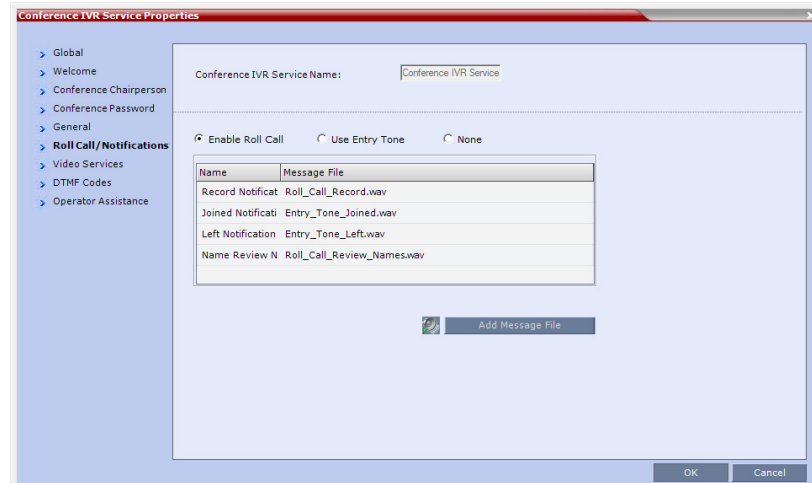 Conference IVR Service Properties
Global
Welcome
Conference Chairperson
Conference Password
General
Roll Call/Notifications
Video Services
DTMF Codes
Operator Assistance
Conference IVR Service Name:
Conference IVR Service
Enable Roll Call
Use Entry Tone
None
Name Message File
Record Notificat Roll_Call_Record.wav
Joined Notificati Entry_Tone_Joined.wav
Left Notification Entry_Tone_Left.wav
Name Review N Roll_Call_Review_Names.wav
Add Message File
OK Cancel